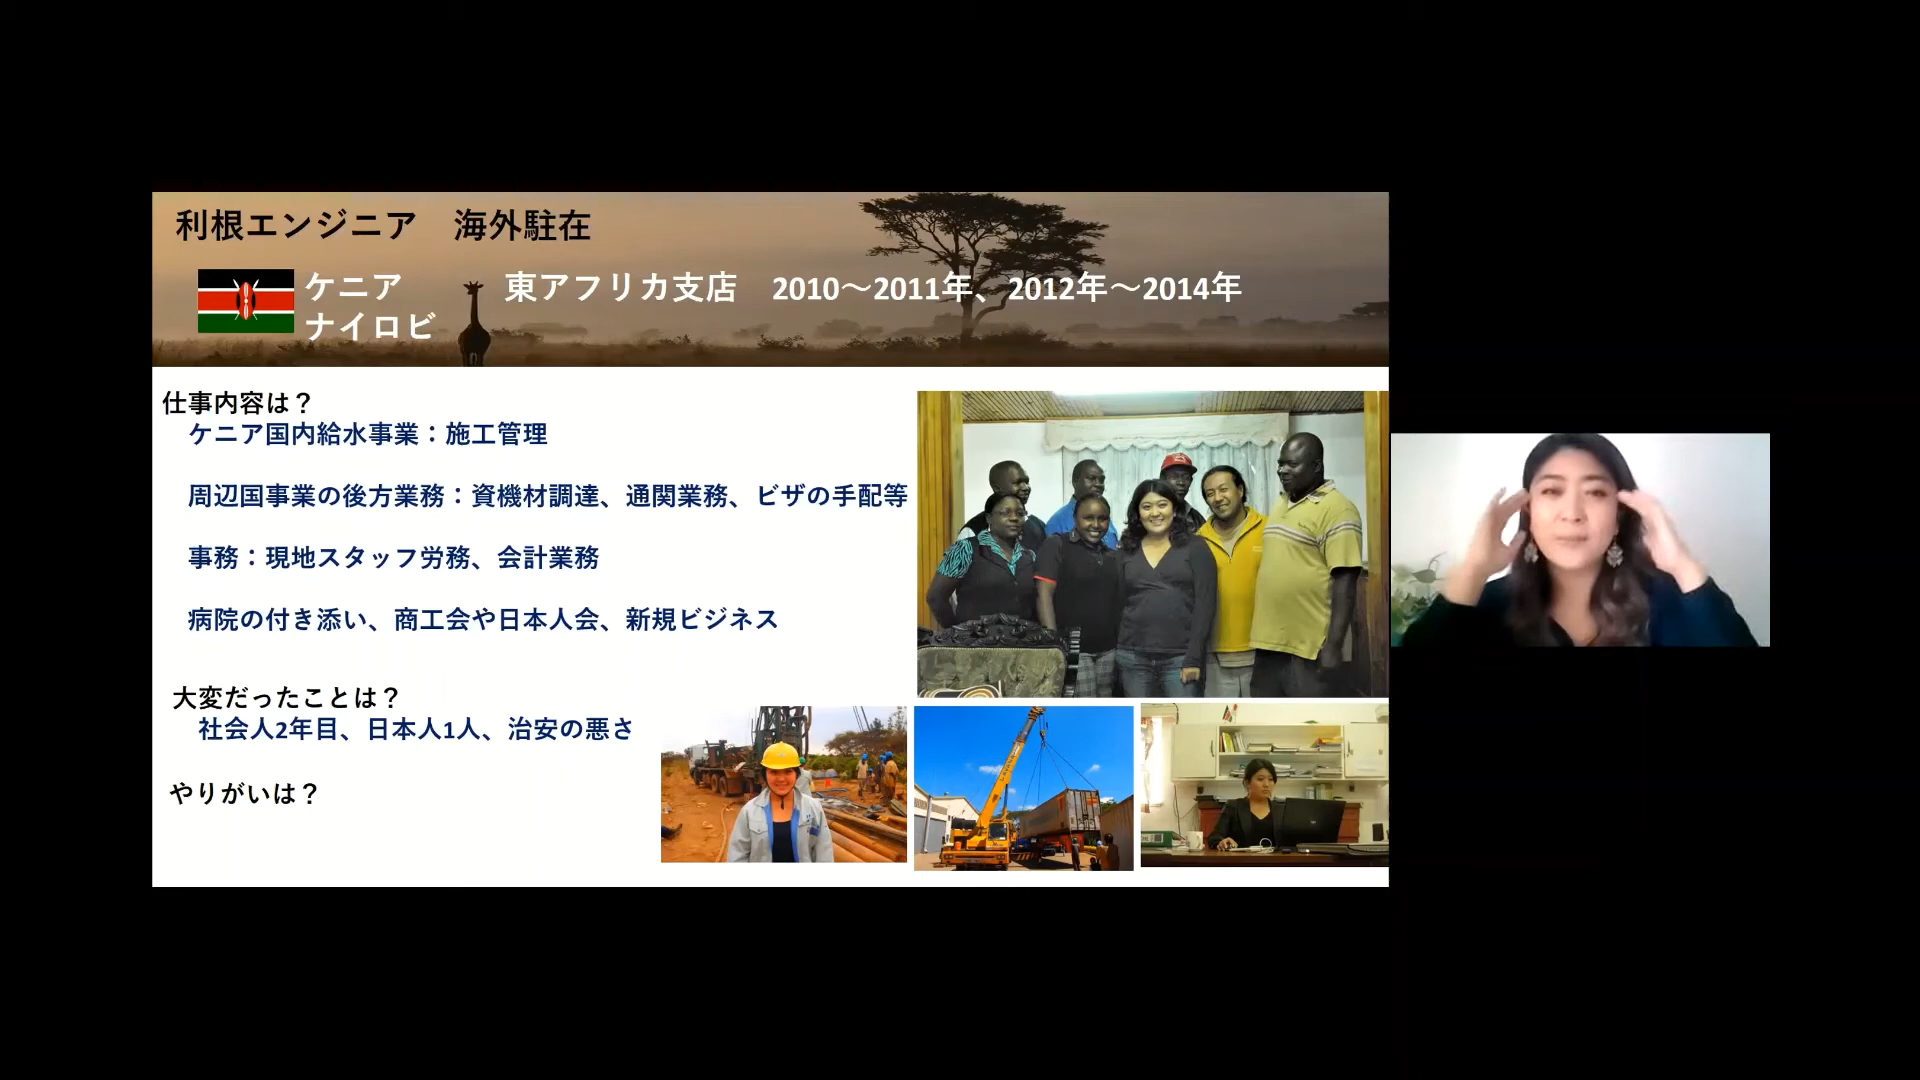 利根エンジニア　海外駐在
ケニア　東アフリカ支店　2010～2011年、2012年～2014年
ナイロビ
仕事内容は？
ケニア国内給水事業：施工管理
周辺国事業の後方業務：資機材調達、通関業務、ビザの手配等
事務：現地スタッフ労務、会計業務
病院の付き添い、商工会や日本人会、新規ビジネス
大変だったことは？
社会人2年目、日本人1人、治安の悪さ
やりがいは？